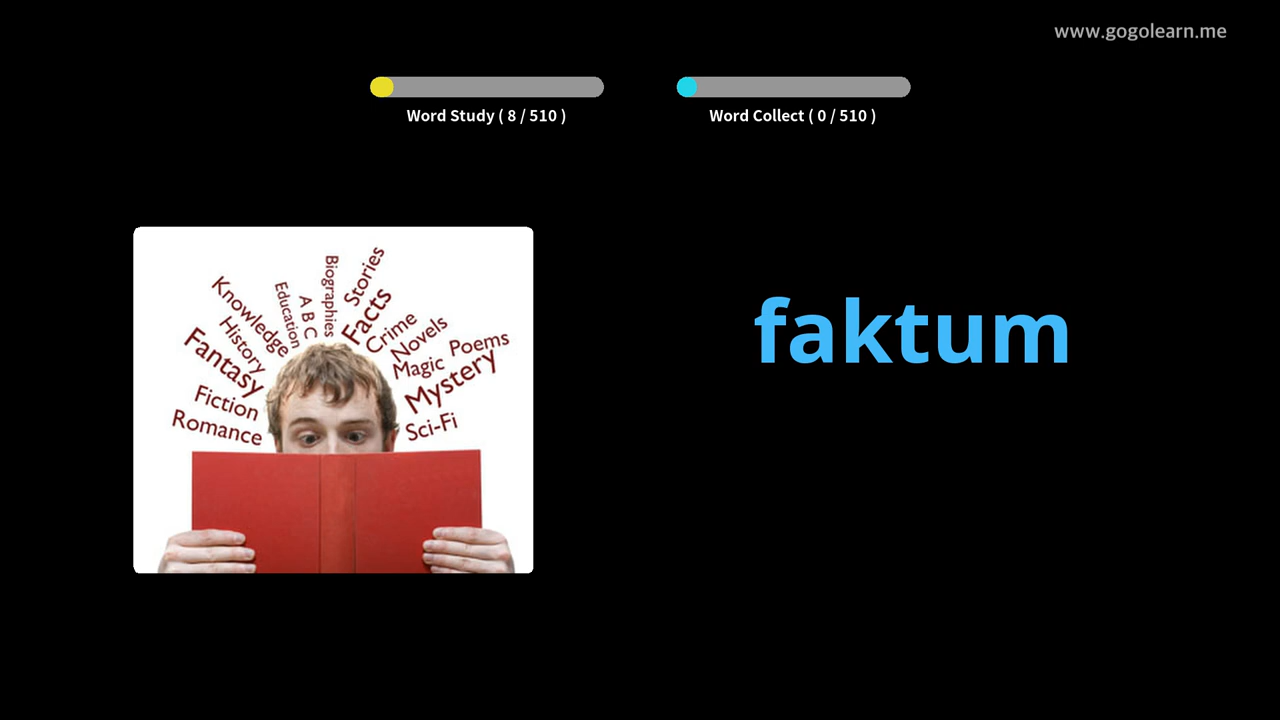 www.gogolearn.me
Word Study ( 8 / 510 )
Word Collect ( 0 / 510 )
faktum
Romance
Fiction
Fantasy
History
Knowledge
Education
A B C
Biographies
Stories
Facts
Crime
Novels
Magic
Poems
Mystery
Sci-Fi